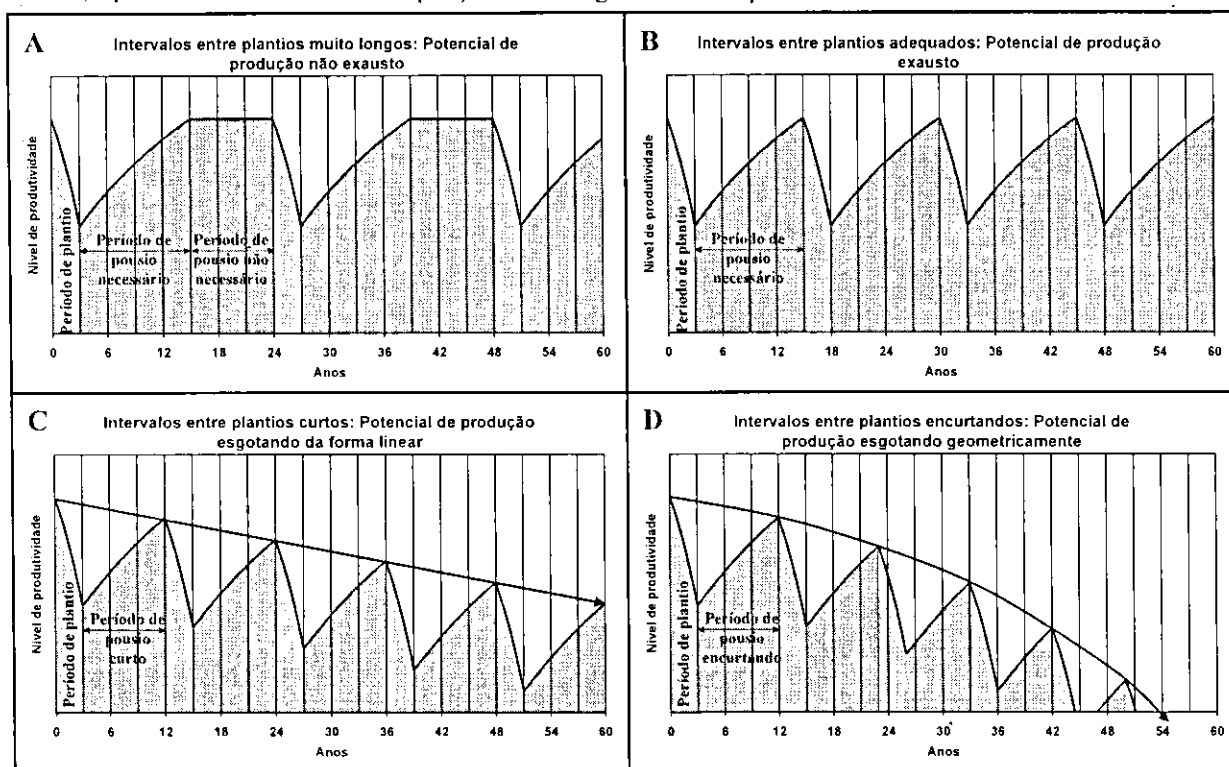 A
Intervalos entre plantios muito longos: Potencial de
produção não exausto
Nivel de produtividade
Período de plantio
Período de
pousio
necessário
Período de
pousio não
necessário
0 6 12 18 24 30 36 42 48 54 60
Anos
B
Intervalos entre plantios adequados: Potencial de produção
exausto
Nivel de produtividade
Período de plantio
Período de
pousio
necessário
0 6 12 18 24 30 36 42 48 54 60
Anos
C
Intervalos entre plantios curtos: Potencial de produção
esgotando da forma linear
Nivel de produtividade
Período de plantio
Período de
pousio
curto
0 6 12 18 24 30 36 42 48 54 60
Anos
D
Intervalos entre plantios encurtandos: Potencial de
produção esgotando geometricamente
Nivel de produtividade
Período de plantio
Período de
pousio
encurtando
0 6 12 18 24 30 36 42 48 54 60
Anos